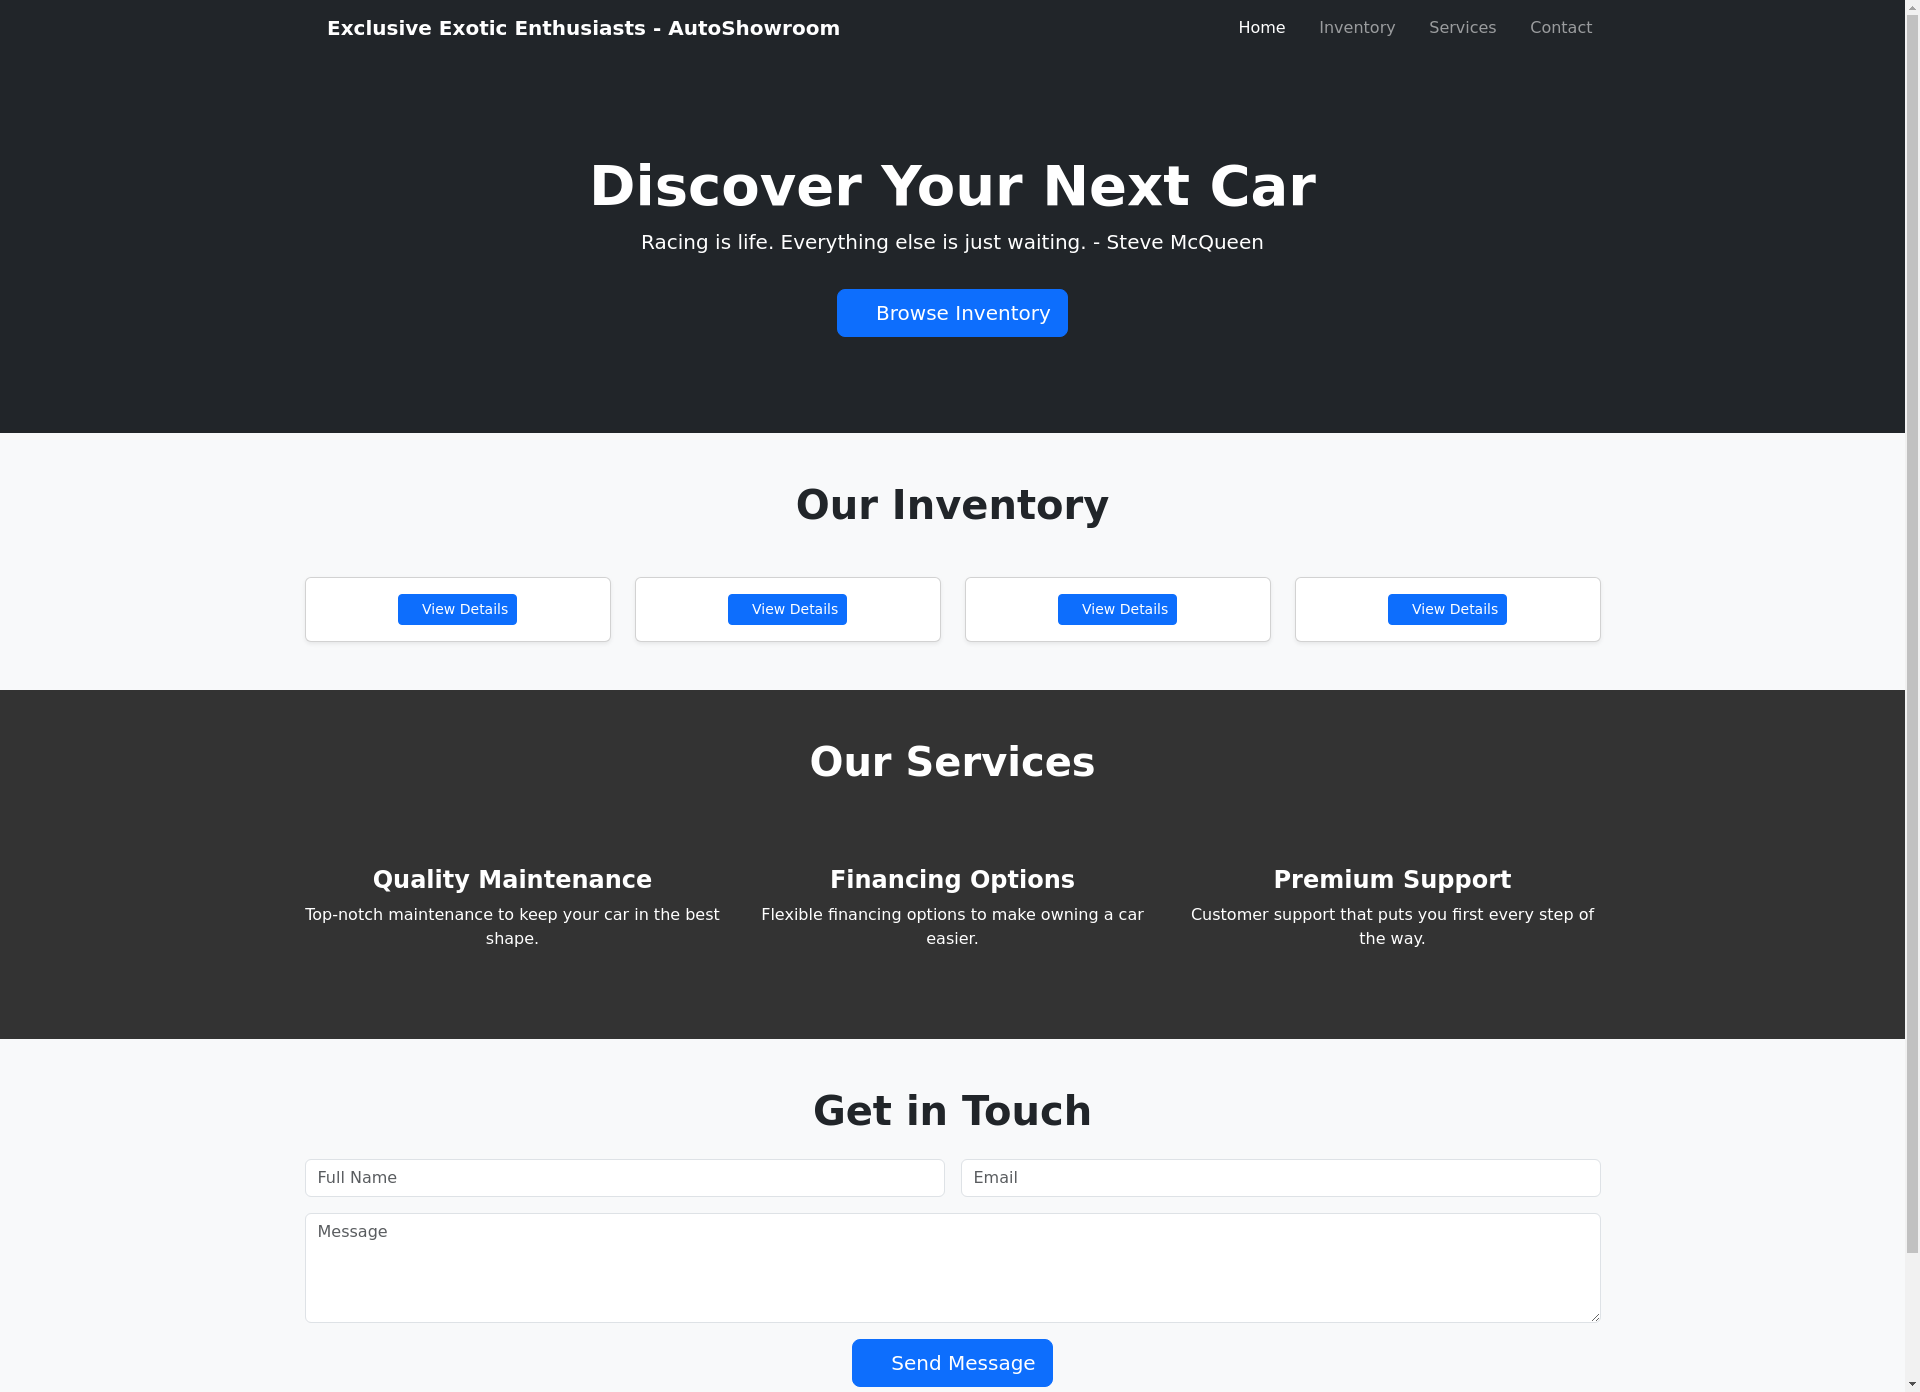 Exclusive Exotic Enthusiasts - AutoShowroom
Home
Inventory
Services
Contact
Discover Your Next Car
Racing is life. Everything else is just waiting. - Steve McQueen
Browse Inventory
Our Inventory
View Details
View Details
View Details
View Details
Our Services
Quality Maintenance
Top-notch maintenance to keep your car in the best
shape.
Financing Options
Flexible financing options to make owning a car
easier.
Premium Support
Customer support that puts you first every step of
the way.
Get in Touch
Full Name
Email
Message
Send Message